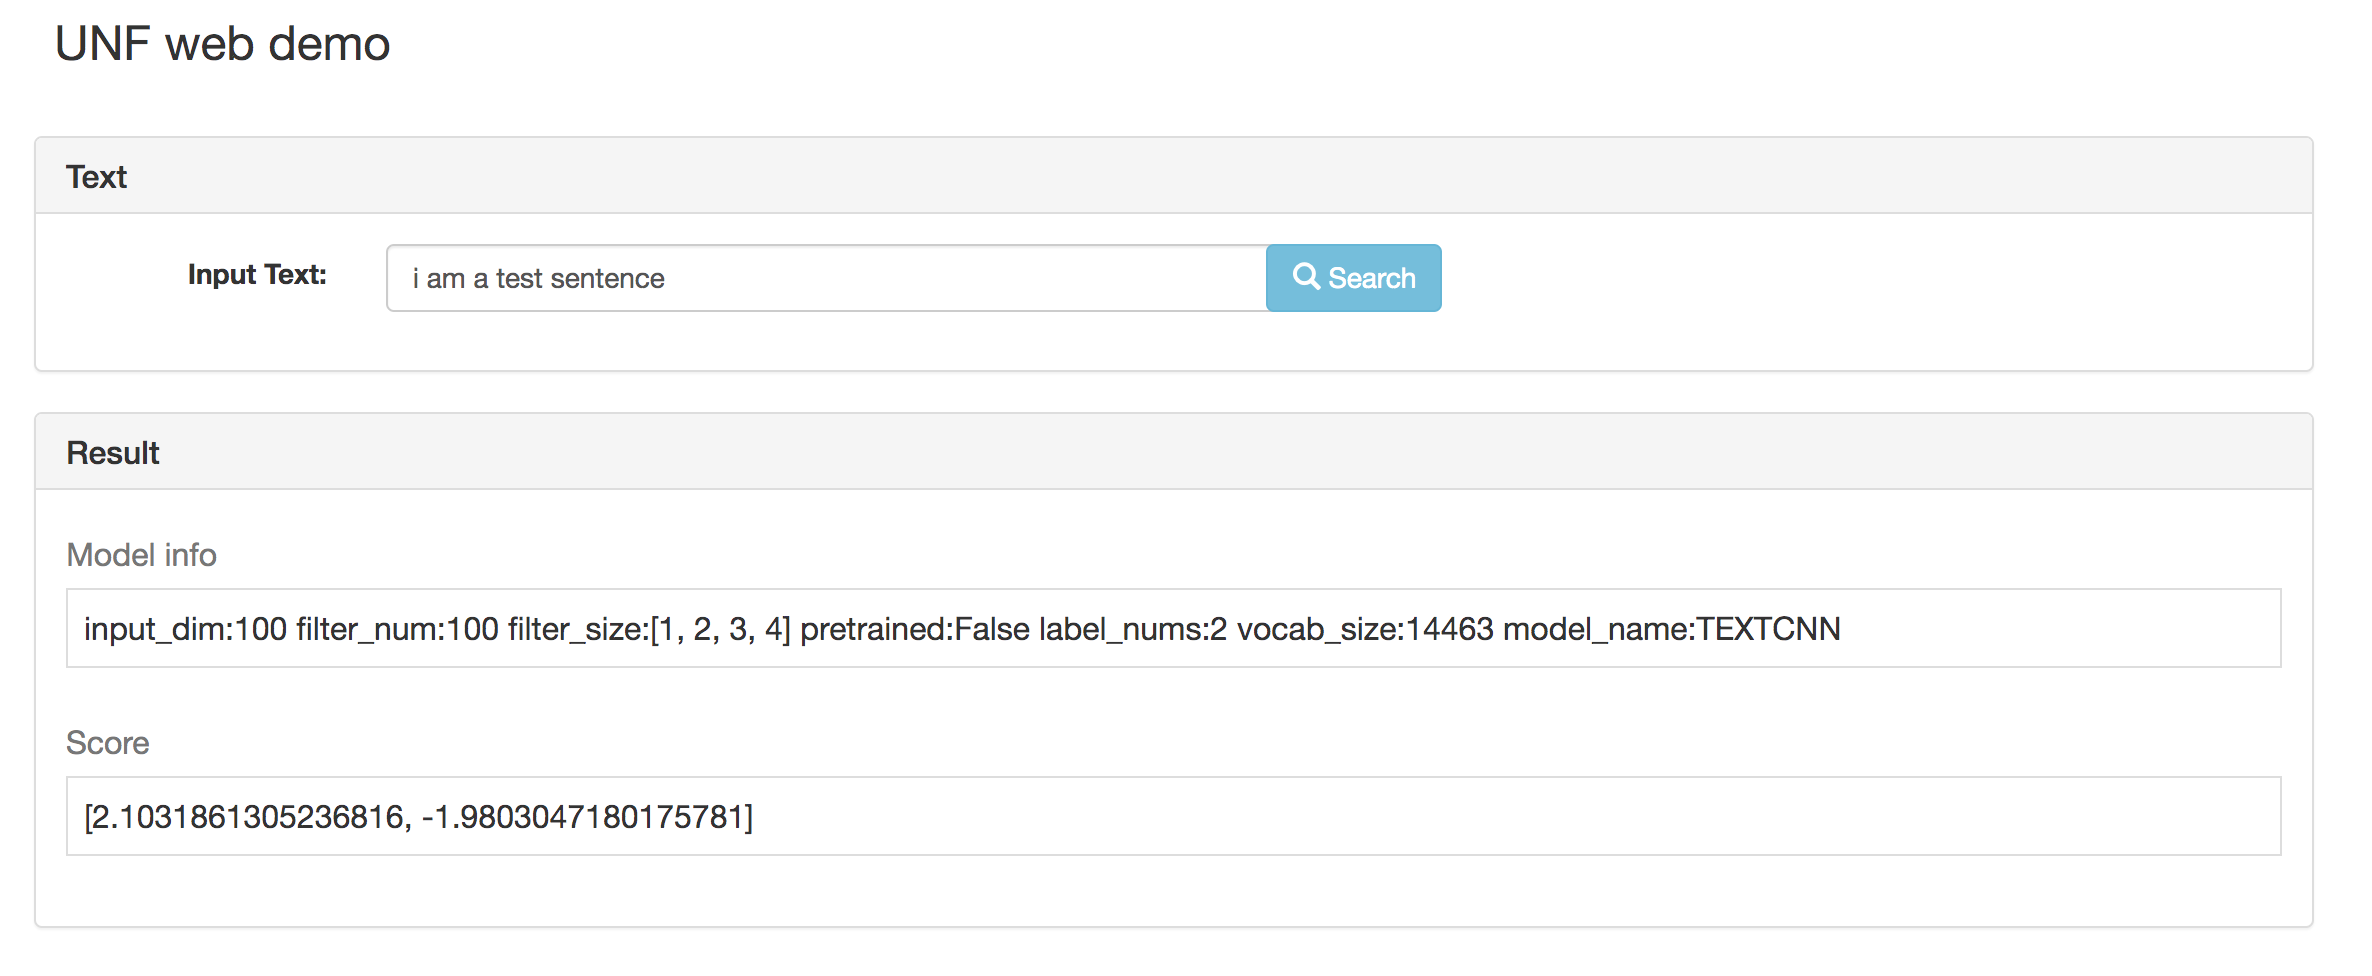 UNF web demo
Text
Input Text: i am a test sentence Search
Result
Model info
input_dim:100 filter_num:100 filter_size:[1, 2, 3, 4] pretrained:False label_nums:2 vocab_size:14463 model_name:TEXTCNN
Score
[2.1031861305236816, -1.9803047180175781]